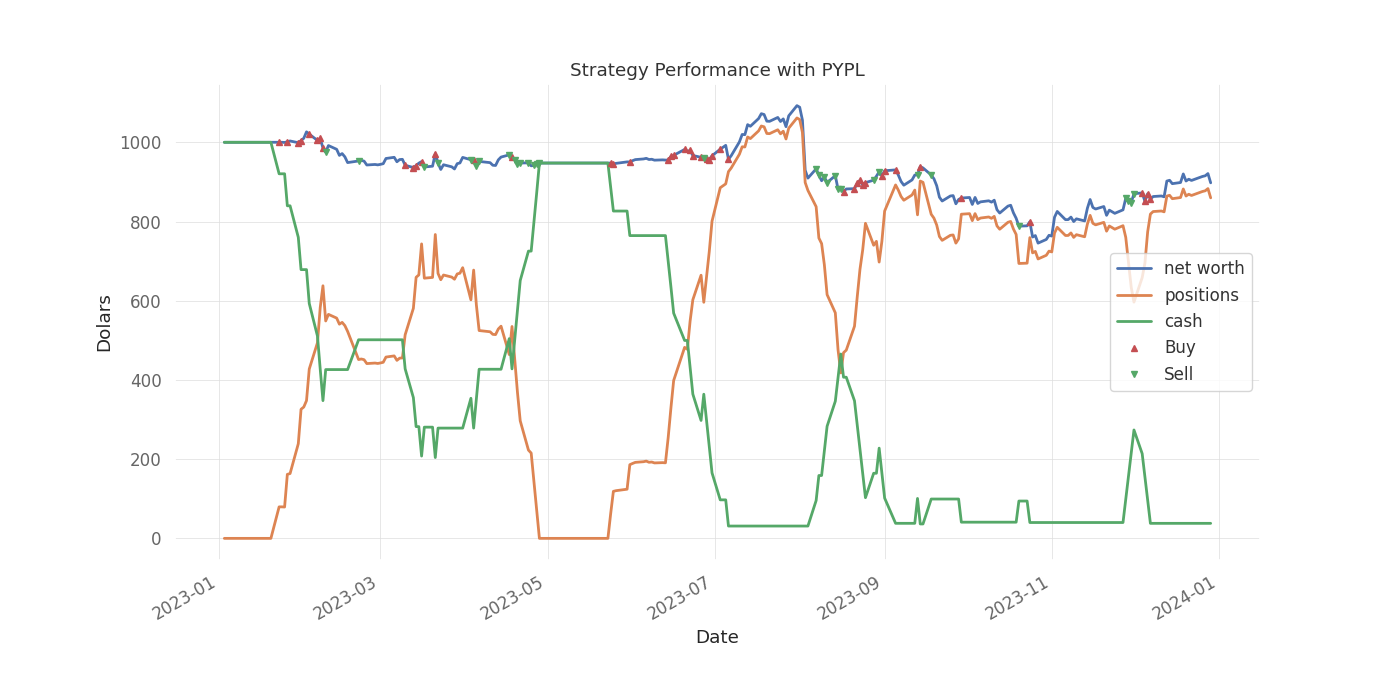 Strategy Performance with PYPL
Dolars
1000
800
600
400
200
0
net worth
positions
cash
Buy
Sell
2023-01
2023-03
2023-05
2023-07
2023-09
2023-11
2024-01
Date